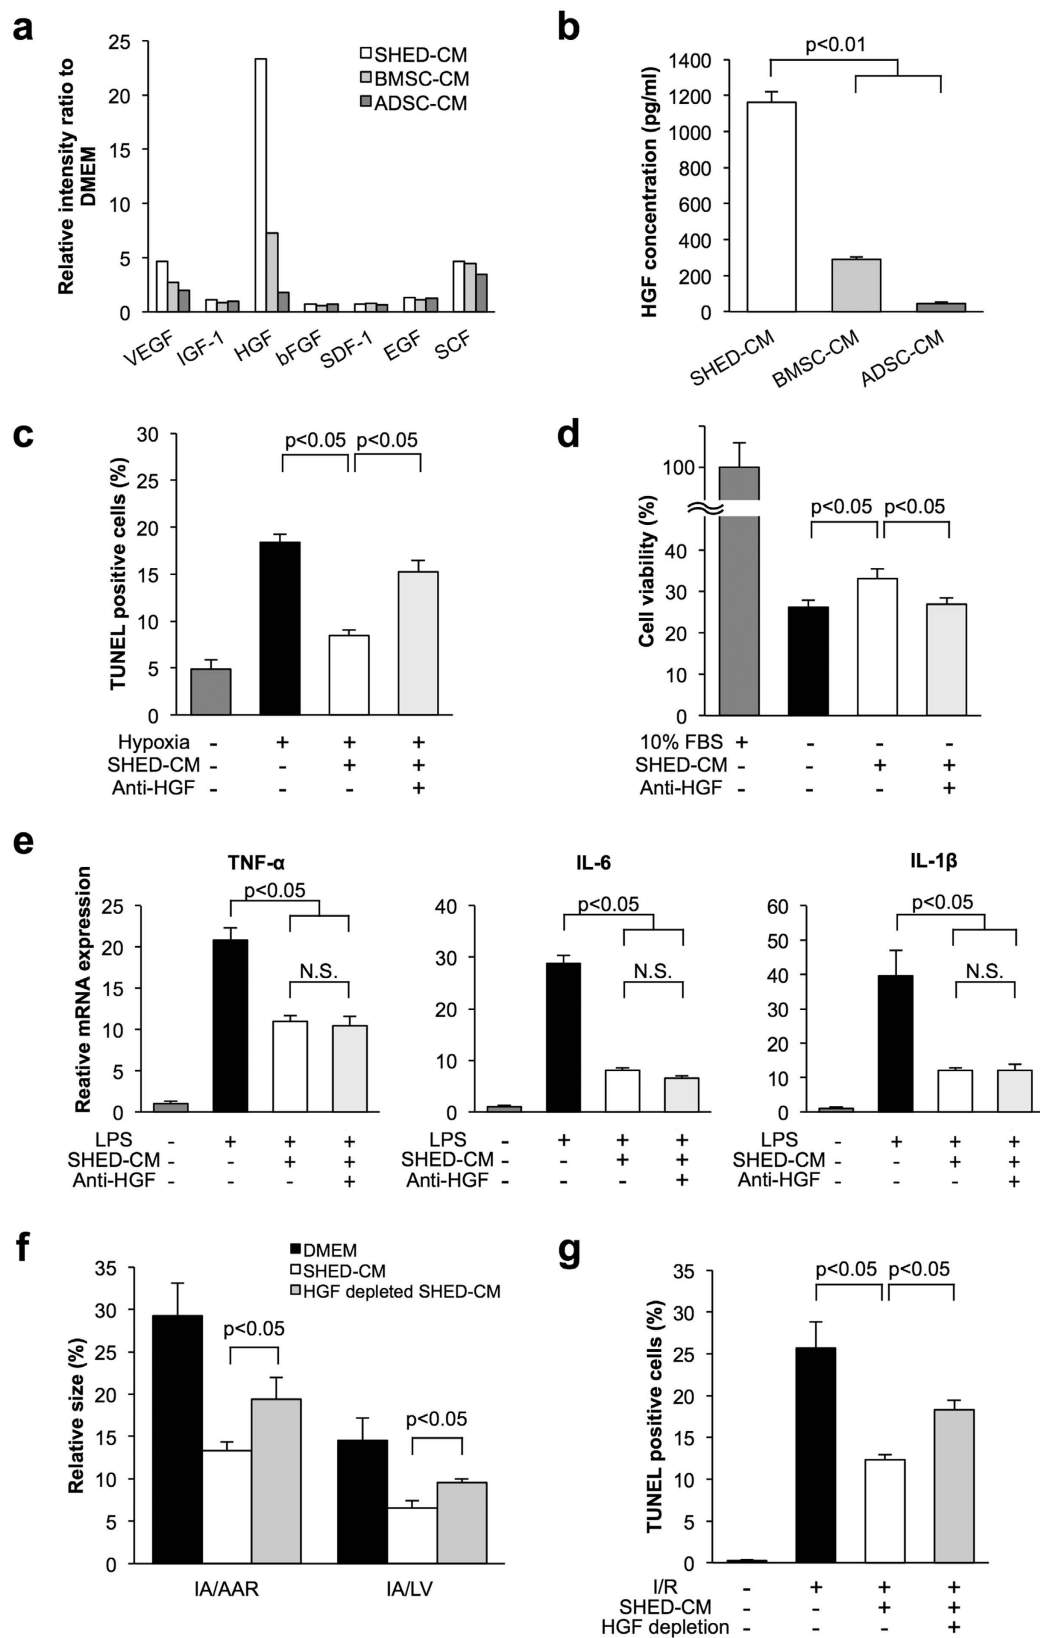 a
Relative intensity ratio to
DMEM
25
20
15
10
5
0
SHED-CM
BMSC-CM
ADSC-CM
VEGF
IGF-1
HGF
bFGF
SDF-1
EGF
SCF
b
HGF concentration (pg/ml)
1400
1200
1000
800
600
400
200
0
p<0.01
SHED-CM
BMSC-CM
ADSC-CM
c
TUNEL positive cells (%)
30
25
20
15
10
5
0
p<0.05 p<0.05
Hypoxia - + + +
SHED-CM - - + +
Anti-HGF - - - +
d
Cell viability (%)
100
40
30
20
10
0
p<0.05 p<0.05
10% FBS + - - -
SHED-CM - - + +
Anti-HGF - - - +
e
Reative mRNA expression
TNF-α
25
20
15
10
5
0
p<0.05
N.S.
LPS - + + +
SHED-CM - - + +
Anti-HGF - - - +
IL-6
40
30
20
10
0
p<0.05
N.S.
LPS - + + +
SHED-CM - - + +
Anti-HGF - - - +
IL-1β
60
50
40
30
20
10
0
p<0.05
N.S.
LPS - + + +
SHED-CM - - + +
Anti-HGF - - - +
f
Relative size (%)
35
30
25
20
15
10
5
0
DMEM
SHED-CM
HGF depleted SHED-CM
p<0.05
p<0.05
IA/AAR
IA/LV
g
TUNEL positive cells (%)
35
30
25
20
15
10
5
0
p<0.05 p<0.05
I/R - + + +
SHED-CM - - + +
HGF depletion - - - +